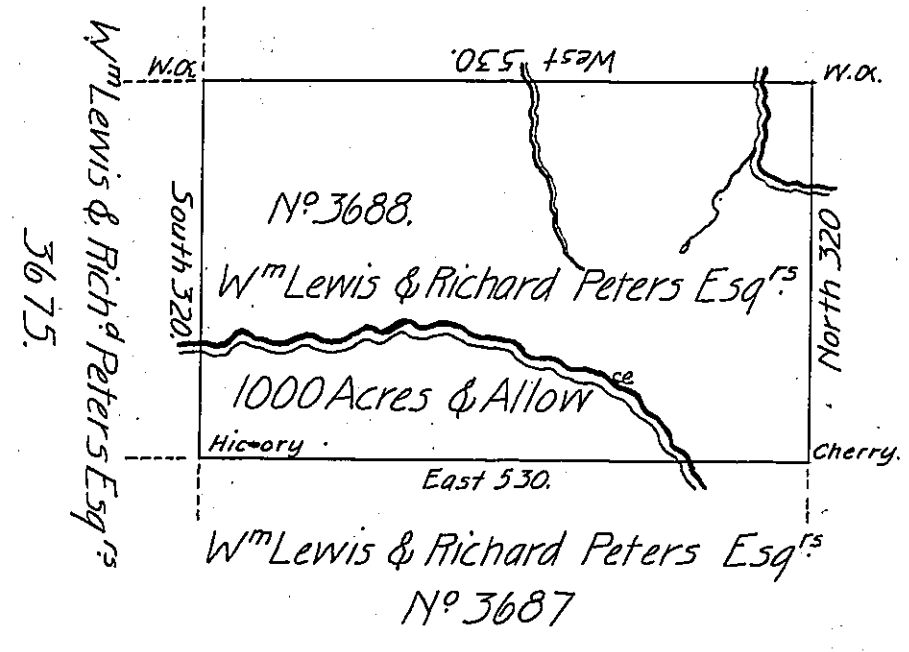 West 530.
W.O.
W.O.
South 320.
North 320
Nº 3688.
Wᵐ Lewis & Richard Peters Esqʳˢ
1000 Acres & Allowᶜᵉ
Hickory
Cherry.
East 530.
Wᵐ Lewis & Richard Peters Esqʳˢ
Nº 3687
Wᵐ Lewis & Richᵈ Peters Esqʳˢ
3675.